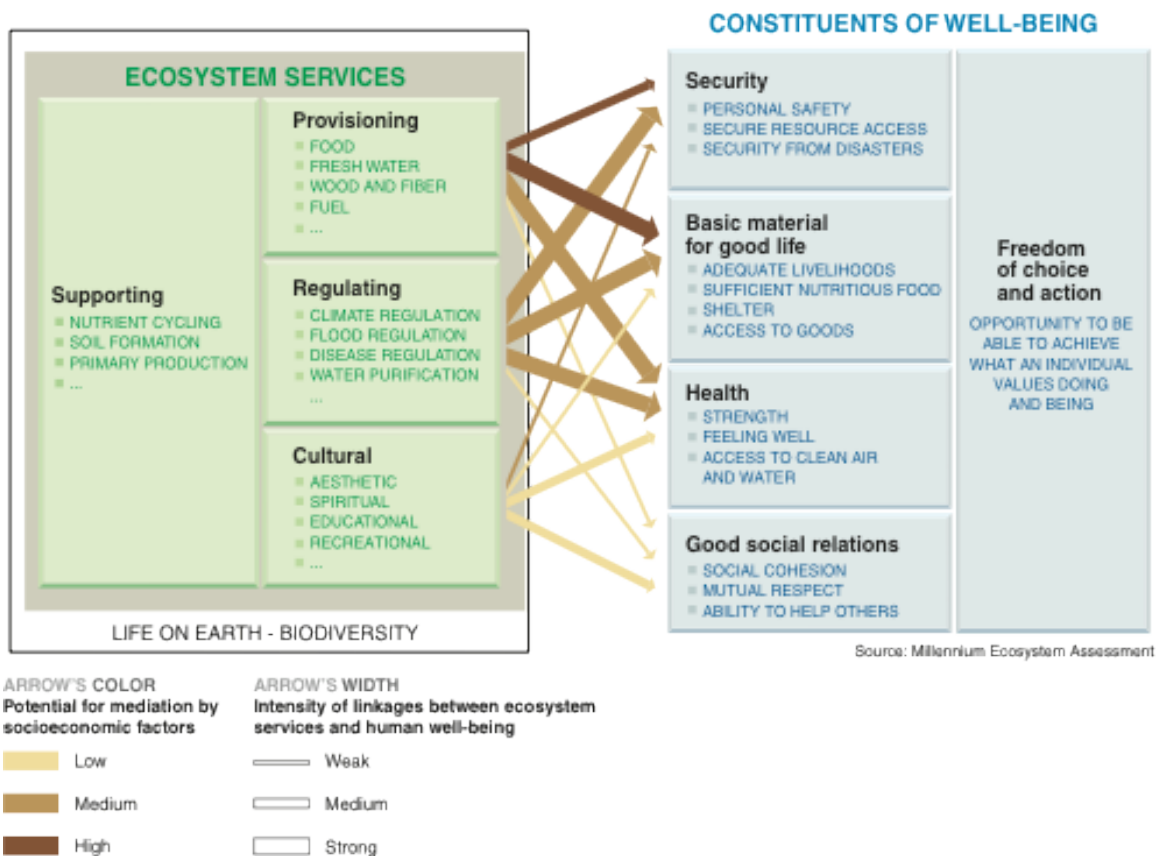 CONSTITUENTS OF WELL-BEING
ECOSYSTEM SERVICES
Supporting
NUTRIENT CYCLING
SOIL FORMATION
PRIMARY PRODUCTION
...
Provisioning
FOOD
FRESH WATER
WOOD AND FIBER
FUEL
...
Regulating
CLIMATE REGULATION
FLOOD REGULATION
DISEASE REGULATION
WATER PURIFICATION
...
Cultural
AESTHETIC
SPIRITUAL
EDUCATIONAL
RECREATIONAL
...
LIFE ON EARTH - BIODIVERSITY
Security
PERSONAL SAFETY
SECURE RESOURCE ACCESS
SECURITY FROM DISASTERS
Basic material
for good life
ADEQUATE LIVELIHOODS
SUFFICIENT NUTRITIOUS FOOD
SHELTER
ACCESS TO GOODS
Health
STRENGTH
FEELING WELL
ACCESS TO CLEAN AIR
AND WATER
Good social relations
SOCIAL COHESION
MUTUAL RESPECT
ABILITY TO HELP OTHERS
Freedom
of choice
and action
OPPORTUNITY TO BE
ABLE TO ACHIEVE
WHAT AN INDIVIDUAL
VALUES DOING
AND BEING
Source: Millennium Ecosystem Assessment
ARROW'S COLOR
Potential for mediation by
socioeconomic factors
Low
Medium
High
ARROW'S WIDTH
Intensity of linkages between ecosystem
services and human well-being
Weak
Medium
Strong